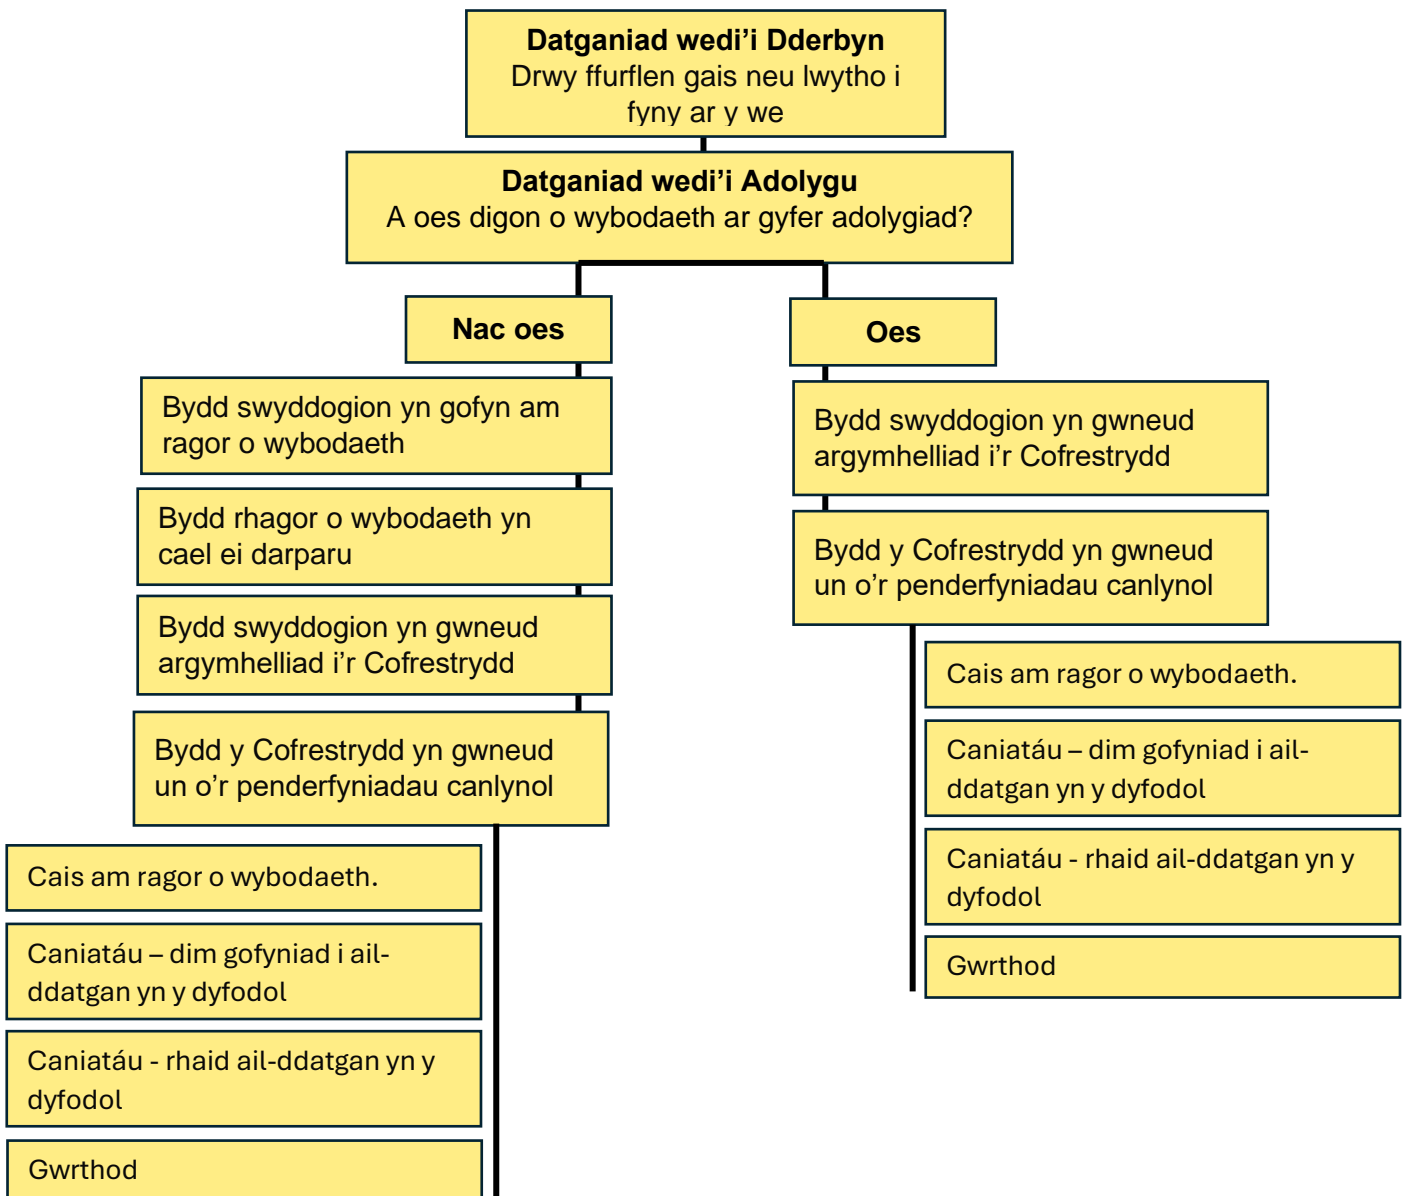 Datganiad wedi’i Dderbyn
Drwy ffurflen gais neu lwytho i
fyny ar y we
Datganiad wedi’i Adolygu
A oes digon o wybodaeth ar gyfer adolygiad?
Nac oes
Bydd swyddogion yn gofyn am
ragor o wybodaeth
Bydd rhagor o wybodaeth yn
cael ei darparu
Bydd swyddogion yn gwneud
argymhelliad i’r Cofrestrydd
Bydd y Cofrestrydd yn gwneud
un o’r penderfyniadau canlynol
Cais am ragor o wybodaeth.
Caniatáu – dim gofyniad i ail-
ddatgan yn y dyfodol
Caniatáu - rhaid ail-ddatgan yn y
dyfodol
Gwrthod
Oes
Bydd swyddogion yn gwneud
argymhelliad i’r Cofrestrydd
Bydd y Cofrestrydd yn gwneud
un o’r penderfyniadau canlynol
Cais am ragor o wybodaeth.
Caniatáu – dim gofyniad i ail-
ddatgan yn y dyfodol
Caniatáu - rhaid ail-ddatgan yn y
dyfodol
Gwrthod